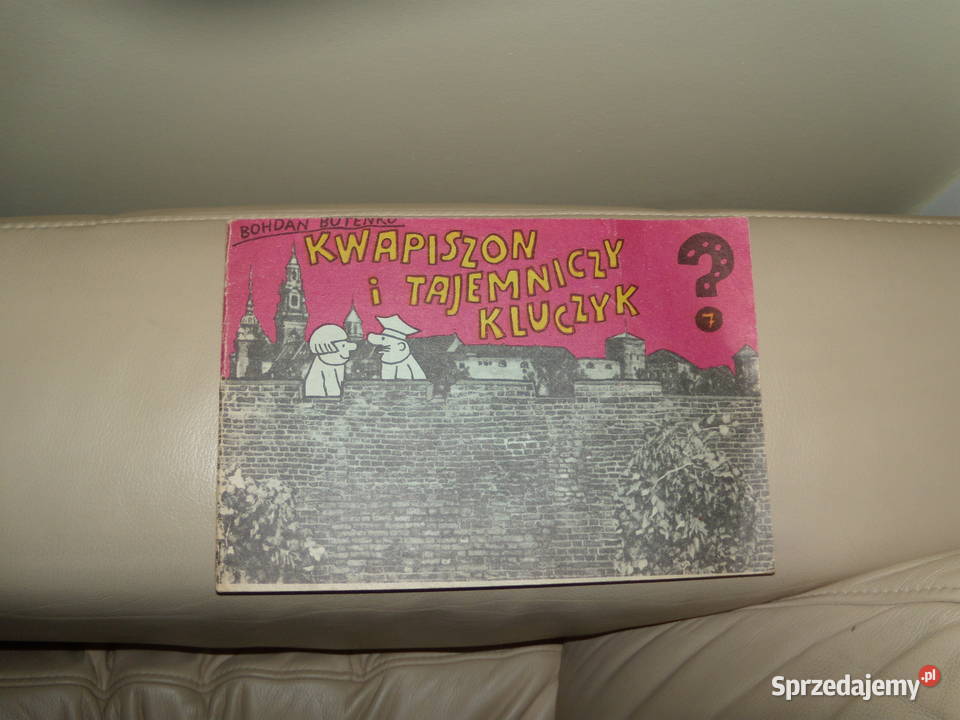 BOHDAN BUTENKO
KWAPISZON
i TAJEMNICZY
KLUCZYK
?
7
Sprzedajemy.pl